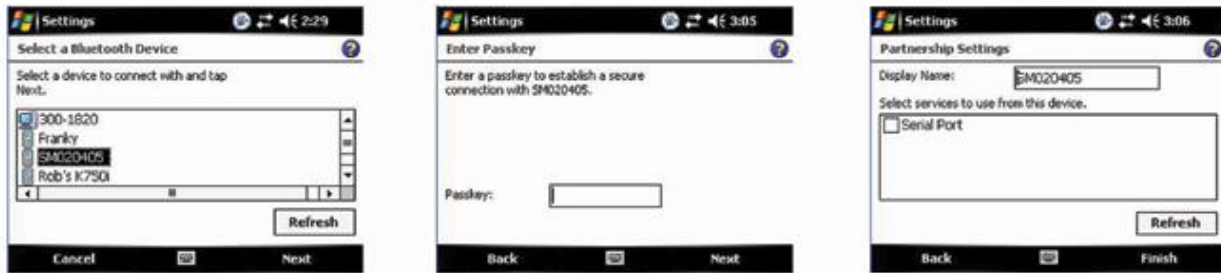 Settings
2:29
Select a Bluetooth Device
Select a device to connect with and tap
Next.
300-1820
Franky
SM020405
Rob's K750i
Refresh
Cancel
Next
Settings
3:05
Enter Passkey
Enter a passkey to establish a secure
connection with SM020405.
Passkey:
Back
Next
Settings
3:06
Partnership Settings
Display Name: SM020405
Select services to use from this device.
Serial Port
Refresh
Back
Finish